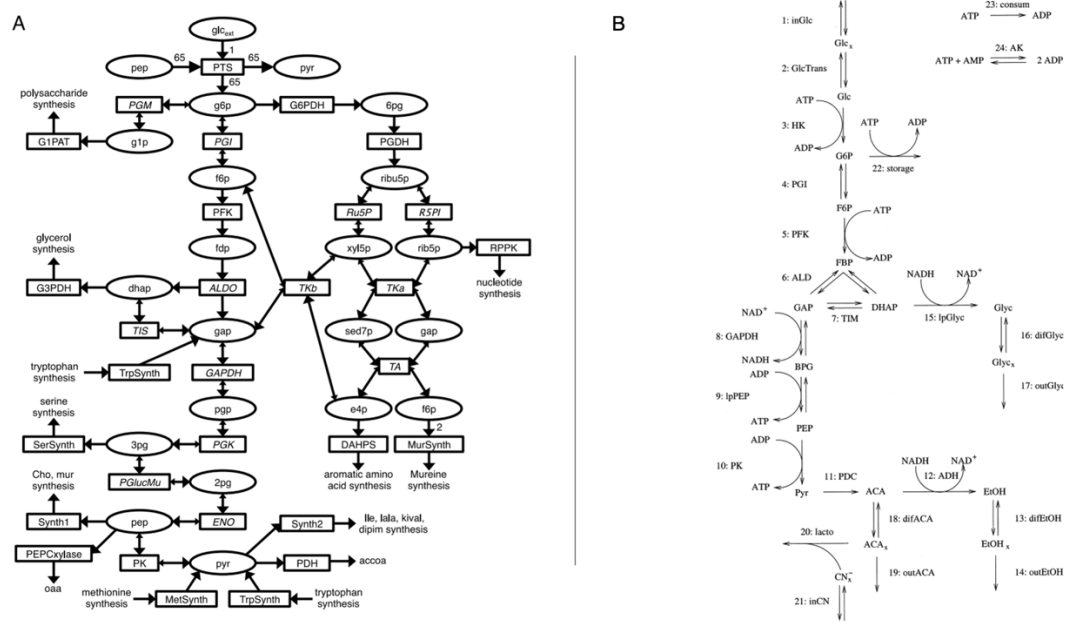 A
glc_ext
1
pep
65
PTS
65
pyr
65
polysaccharide
synthesis
PGM
g6p
G6PDH
6pg
G1PAT
g1p
PGI
PGDH
f6p
ribu5p
PFK
Ru5P
R5PI
glycerol
synthesis
fdp
xyl5p
rib5p
RPPK
G3PDH
dhap
ALDO
TKb
TKa
nucleotide
synthesis
TIS
gap
sed7p
gap
tryptophan
synthesis
TrpSynth
GAPDH
TA
serine
synthesis
pgp
e4p
f6p
2
SerSynth
3pg
PGK
DAHPS
MurSynth
Cho, mur
synthesis
PGlucMu
2pg
aromatic amino
acid synthesis
Mureine
synthesis
Synth1
pep
ENO
Synth2
Ile, lala, kival,
dipim synthesis
PEPCxylase
PK
pyr
PDH
accoa
oaa
methionine
synthesis
MetSynth
TrpSynth
tryptophan
synthesis
B
1: inGlc
23: consum
ATP
ADP
Glc_x
24: AK
2: GlcTrans
ATP + AMP
2 ADP
Glc
ATP
3: HK
ATP
ADP
ADP
G6P
22: storage
4: PGI
F6P
ATP
5: PFK
ADP
FBP
6: ALD
NADH
NAD⁺
GAP
DHAP
7: TIM
15: lpGlyc
Glyc
NAD⁺
8: GAPDH
16: difGlyc
NADH
BPG
Glyc_x
ADP
17: outGlyc
9: lpPEP
ATP
PEP
ADP
10: PK
NADH
NAD⁺
ATP
Pyr
11: PDC
ACA
12: ADH
EtOH
18: difACA
13: difEtOH
20: lacto
ACA_x
EtOH_x
19: outACA
14: outEtOH
CN⁻_x
21: inCN